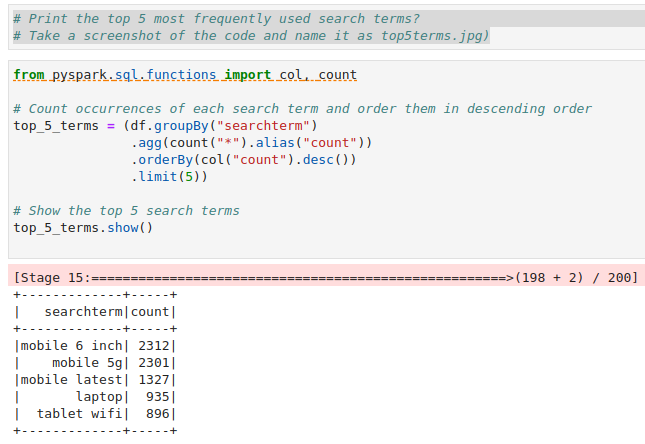 # Print the top 5 most frequently used search terms?
# Take a screenshot of the code and name it as top5terms.jpg)
from pyspark.sql.functions import col, count
# Count occurrences of each search term and order them in descending order
top_5_terms = (df.groupBy("searchterm")
               .agg(count("*").alias("count"))
               .orderBy(col("count").desc())
               .limit(5))
# Show the top 5 search terms
top_5_terms.show()
[Stage 15:=====================================================>(198 + 2) / 200]
+-------------+-----+
|   searchterm|count|
+-------------+-----+
|mobile 6 inch| 2312|
|    mobile 5g| 2301|
|mobile latest| 1327|
|       laptop|  935|
|  tablet wifi|  896|
+-------------+-----+